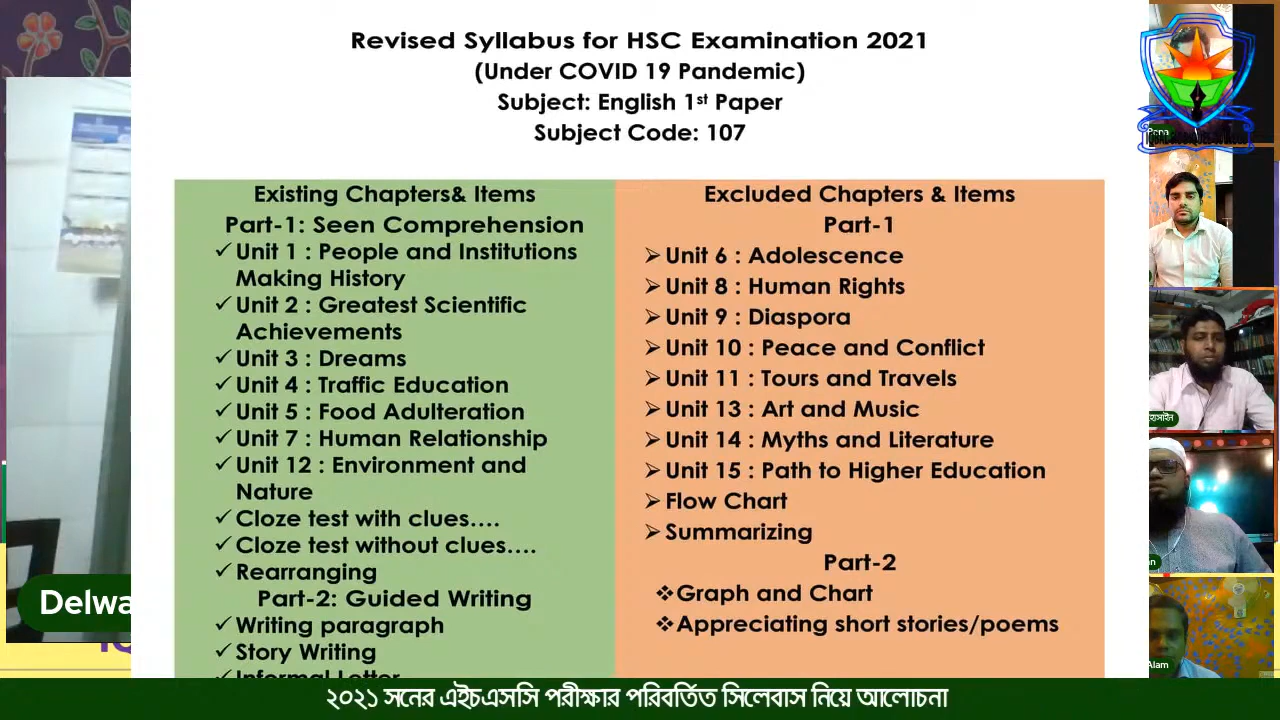 Revised Syllabus for HSC Examination 2021
(Under COVID 19 Pandemic)
Subject: English 1st Paper
Subject Code: 107
Existing Chapters& Items
Part-1: Seen Comprehension
✓Unit 1 : People and Institutions
Making History
✓Unit 2 : Greatest Scientific
Achievements
✓Unit 3 : Dreams
✓Unit 4 : Traffic Education
✓Unit 5 : Food Adulteration
✓Unit 7 : Human Relationship
✓Unit 12 : Environment and
Nature
✓Cloze test with clues....
✓Cloze test without clues....
✓Rearranging
Part-2: Guided Writing
✓Writing paragraph
✓Story Writing
✓Informal Letter
Excluded Chapters & Items
Part-1
➢Unit 6 : Adolescence
➢Unit 8 : Human Rights
➢Unit 9 : Diaspora
➢Unit 10 : Peace and Conflict
➢Unit 11 : Tours and Travels
➢Unit 13 : Art and Music
➢Unit 14 : Myths and Literature
➢Unit 15 : Path to Higher Education
➢Flow Chart
➢Summarizing
Part-2
❖Graph and Chart
❖Appreciating short stories/poems
Delwa
Alam
২০২১ সনের এইচএসসি পরীক্ষার পরিবর্তিত সিলেবাস নিয়ে আলোচনা